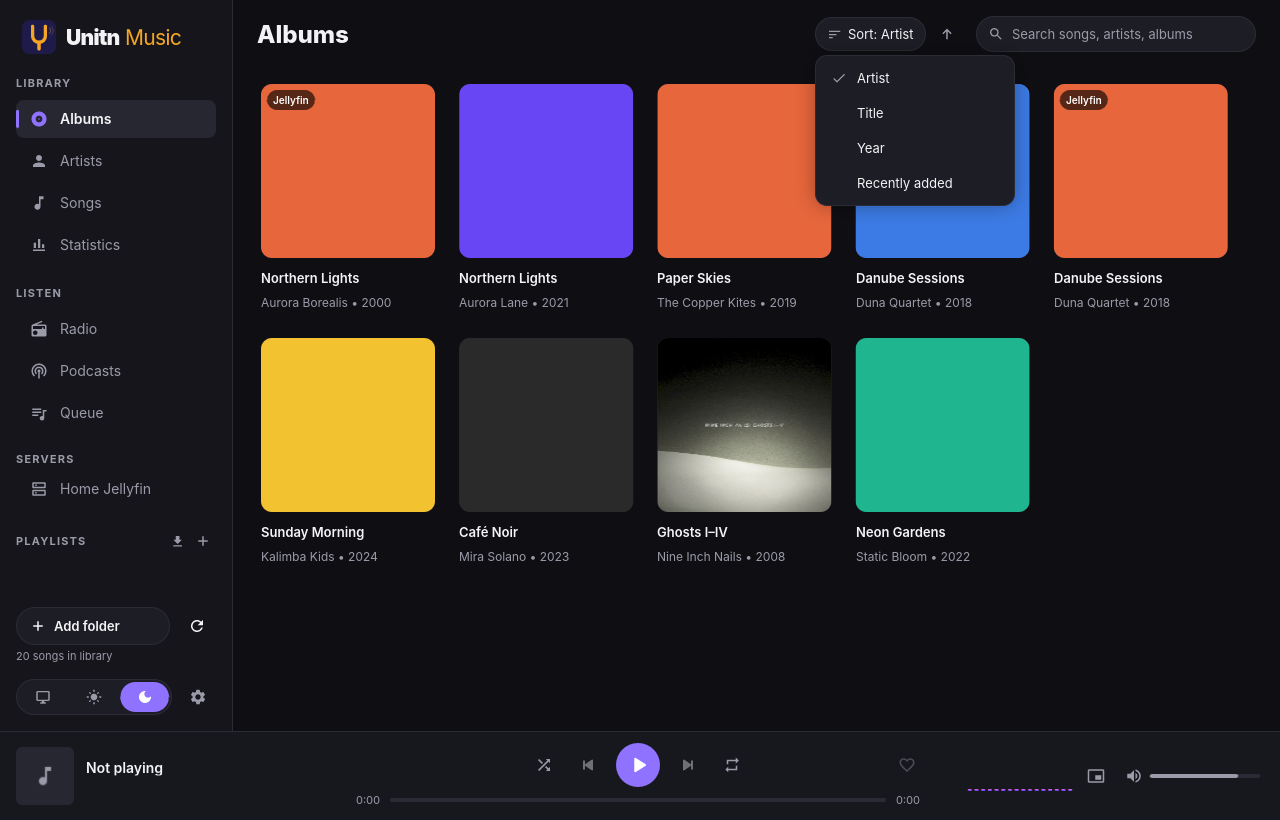 Unitn Music
LIBRARY
Albums
Artists
Songs
Statistics
LISTEN
Radio
Podcasts
Queue
SERVERS
Home Jellyfin
PLAYLISTS
Add folder
20 songs in library
Albums
Sort: Artist
Search songs, artists, albums
Artist
Title
Year
Recently added
Jellyfin
Northern Lights
Aurora Borealis • 2000
Northern Lights
Aurora Lane • 2021
Paper Skies
The Copper Kites • 2019
Danube Sessions
Duna Quartet • 2018
Jellyfin
Danube Sessions
Duna Quartet • 2018
Sunday Morning
Kalimba Kids • 2024
Café Noir
Mira Solano • 2023
Ghosts I–IV
Nine Inch Nails • 2008
Neon Gardens
Static Bloom • 2022
Not playing
0:00
0:00